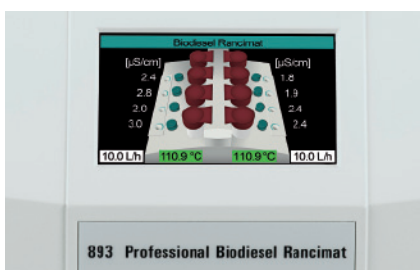 Biodiesel Rancimat
[µS/cm] [µS/cm]
2.4 1.8
2.8 1.9
2.0 2.4
3.0 2.4
10.0 L/h 110.9 °C 110.9 °C 10.0 L/h
893 Professional Biodiesel Rancimat